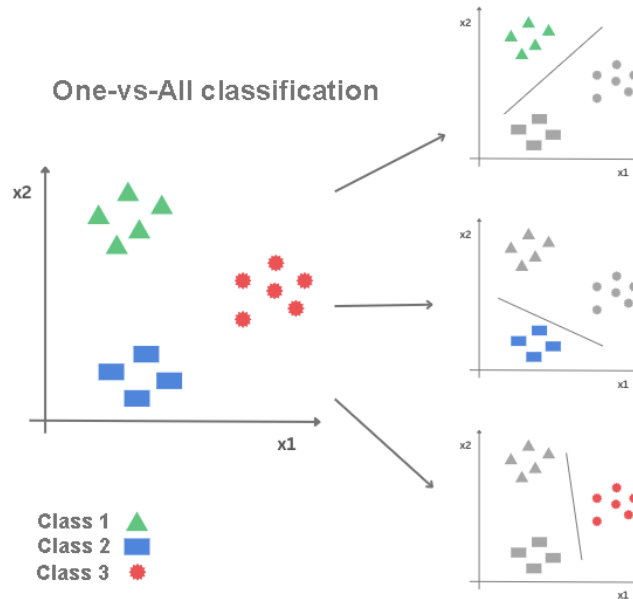 One-vs-All classification
x2
x1
Class 1
Class 2
Class 3
x2
x1
x2
x1
x2
x1